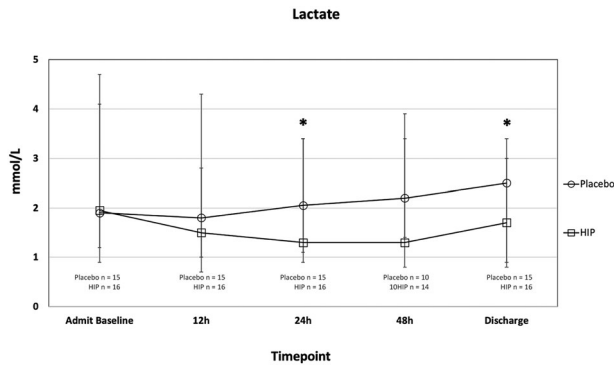 Lactate
5
4
3
2
1
0
mmol/L
*
*
Placebo
HIP
Placebo n = 15
HIP n = 16
Placebo n = 15
HIP n = 16
Placebo n = 15
HIP n = 16
Placebo n = 10
10HIP n = 14
Placebo n = 15
HIP n = 16
Admit Baseline
12h
24h
48h
Discharge
Timepoint